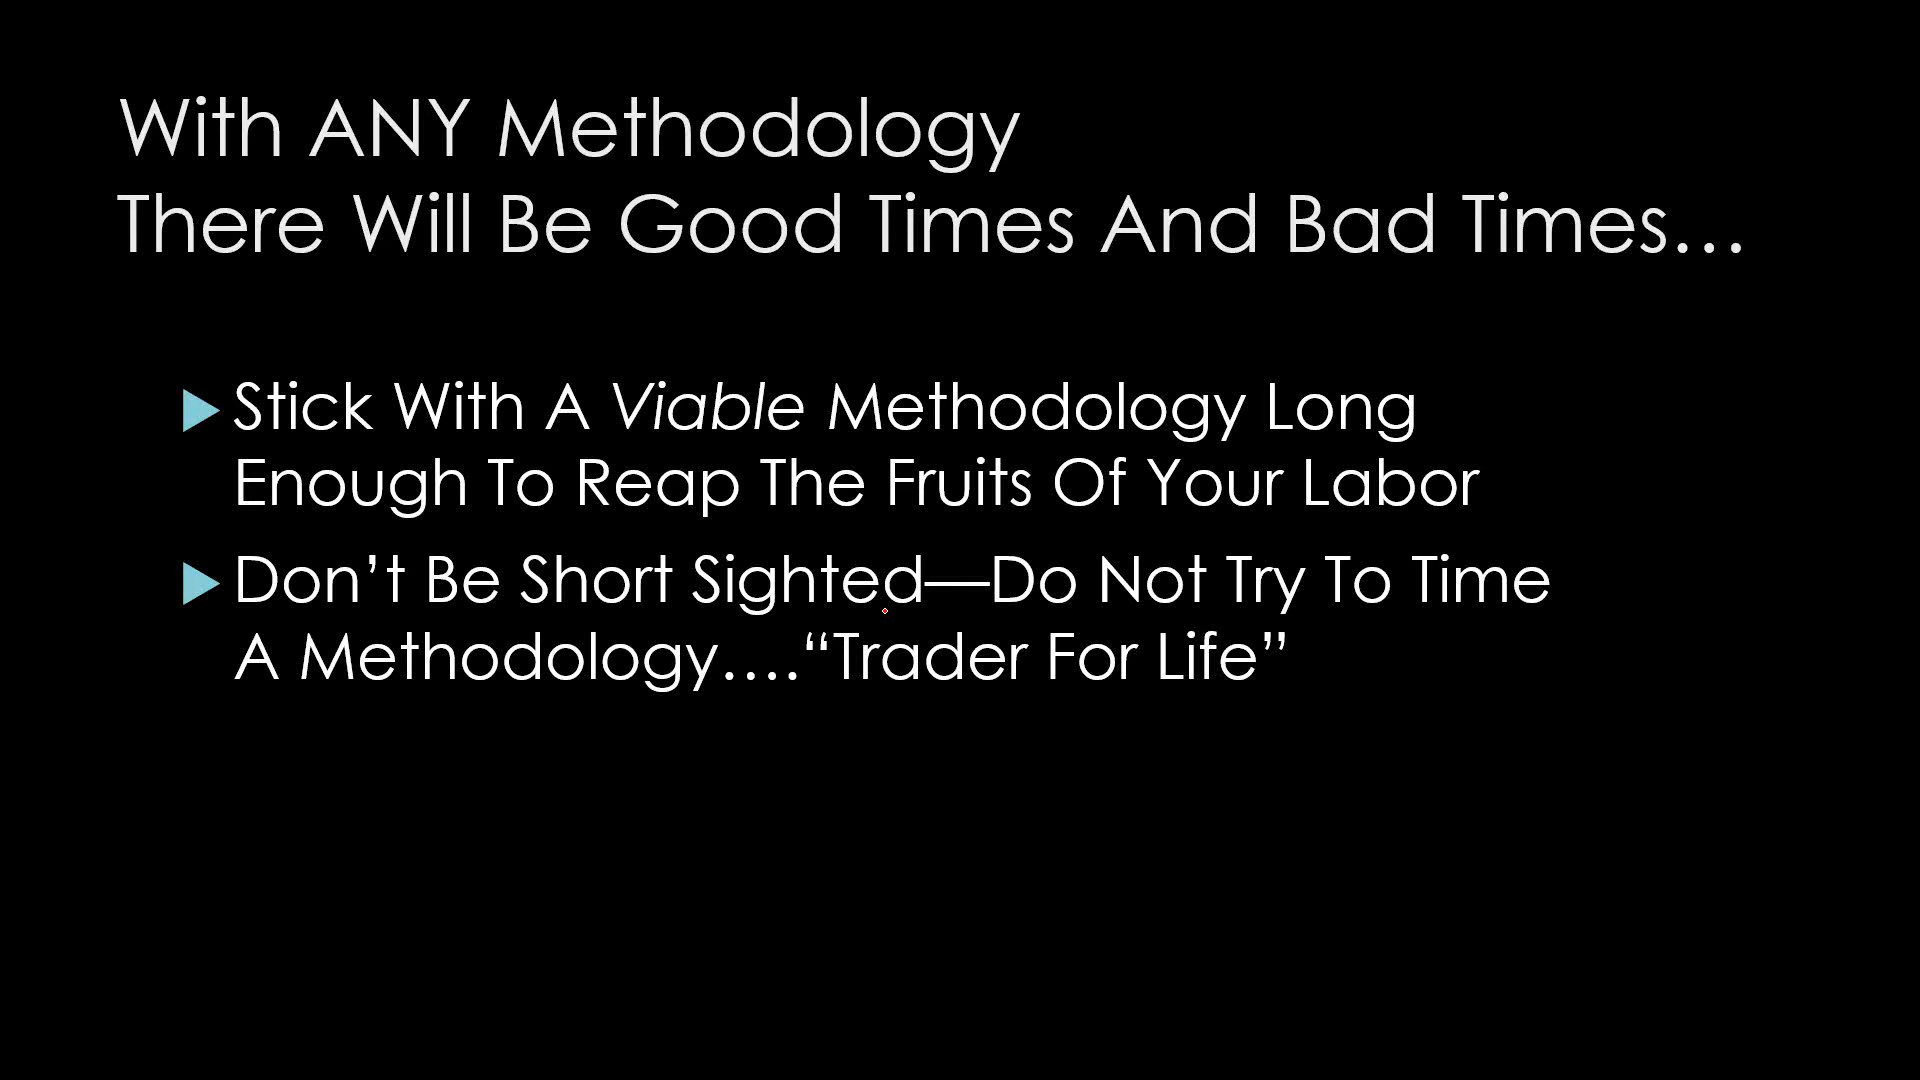 With ANY Methodology
There Will Be Good Times And Bad Times…
Stick With A Viable Methodology Long
Enough To Reap The Fruits Of Your Labor
Don’t Be Short Sighted—Do Not Try To Time
A Methodology….“Trader For Life”